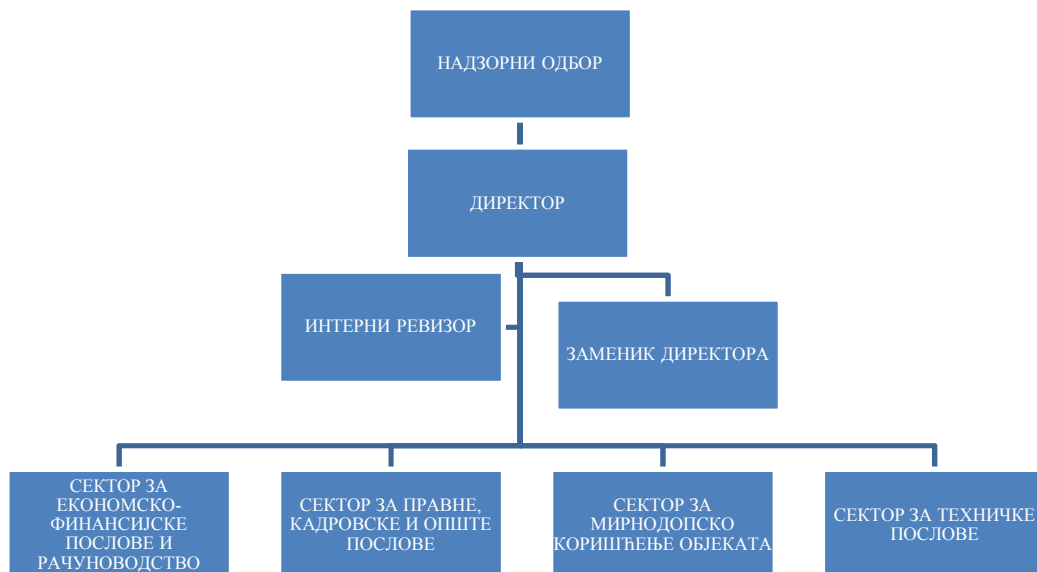 НАДЗОРНИ ОДБОР
ДИРЕКТОР
ИНТЕРНИ РЕВИЗОР
ЗАМЕНИК ДИРЕКТОРА
СЕКТОР ЗА
ЕКОНОМСКО-
ФИНАНСИЈСКЕ
ПОСЛОВЕ И
РАЧУНОВОДСТВО
СЕКТОР ЗА ПРАВНЕ,
КАДРОВСКЕ И ОПШТЕ
ПОСЛОВЕ
СЕКТОР ЗА
МИРНОДОПСКО
КОРИШЋЕЊЕ ОБЈЕКАТА
СЕКТОР ЗА ТЕХНИЧКЕ
ПОСЛОВЕ